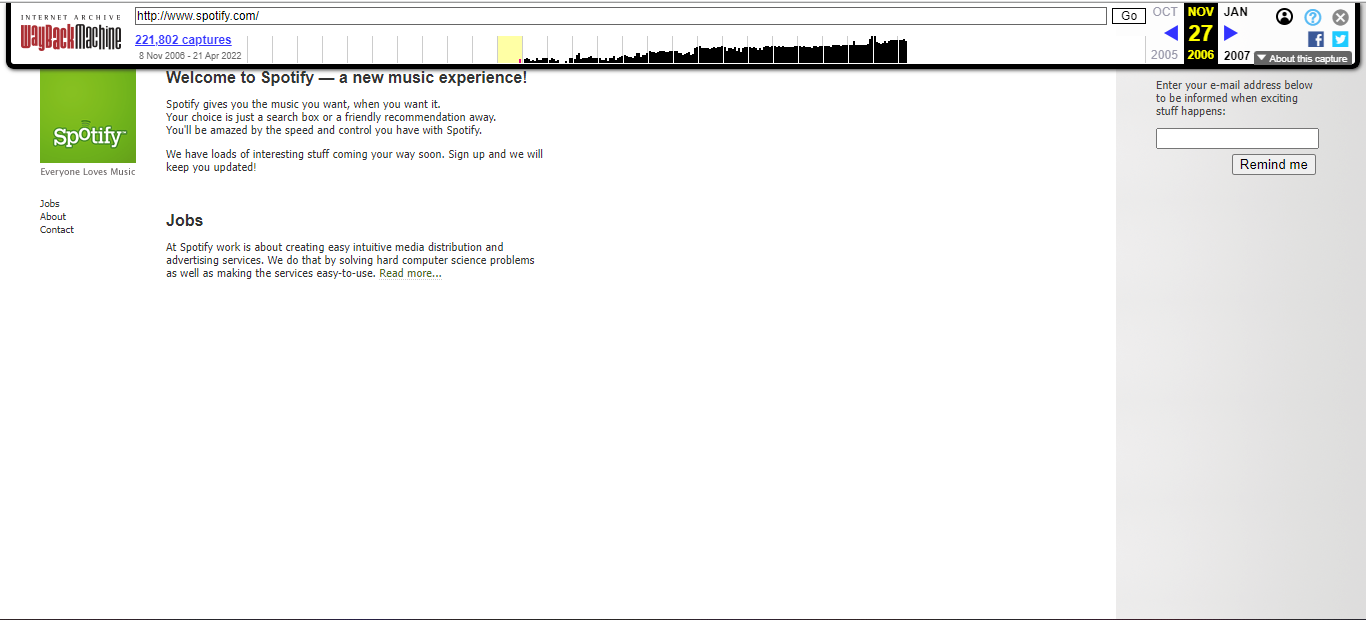 INTERNET ARCHIVE
WayBackMachine
http://www.spotify.com/
Go
221,802 captures
8 Nov 2006 - 21 Apr 2022
OCT NOV JAN
27
2005 2006 2007
?
About this capture
Spotify™
Everyone Loves Music
Jobs
About
Contact
Welcome to Spotify — a new music experience!
Spotify gives you the music you want, when you want it.
Your choice is just a search box or a friendly recommendation away.
You'll be amazed by the speed and control you have with Spotify.
We have loads of interesting stuff coming your way soon. Sign up and we will
keep you updated!
Jobs
At Spotify work is about creating easy intuitive media distribution and
advertising services. We do that by solving hard computer science problems
as well as making the services easy-to-use. Read more...
Enter your e-mail address below
to be informed when exciting
stuff happens:
Remind me